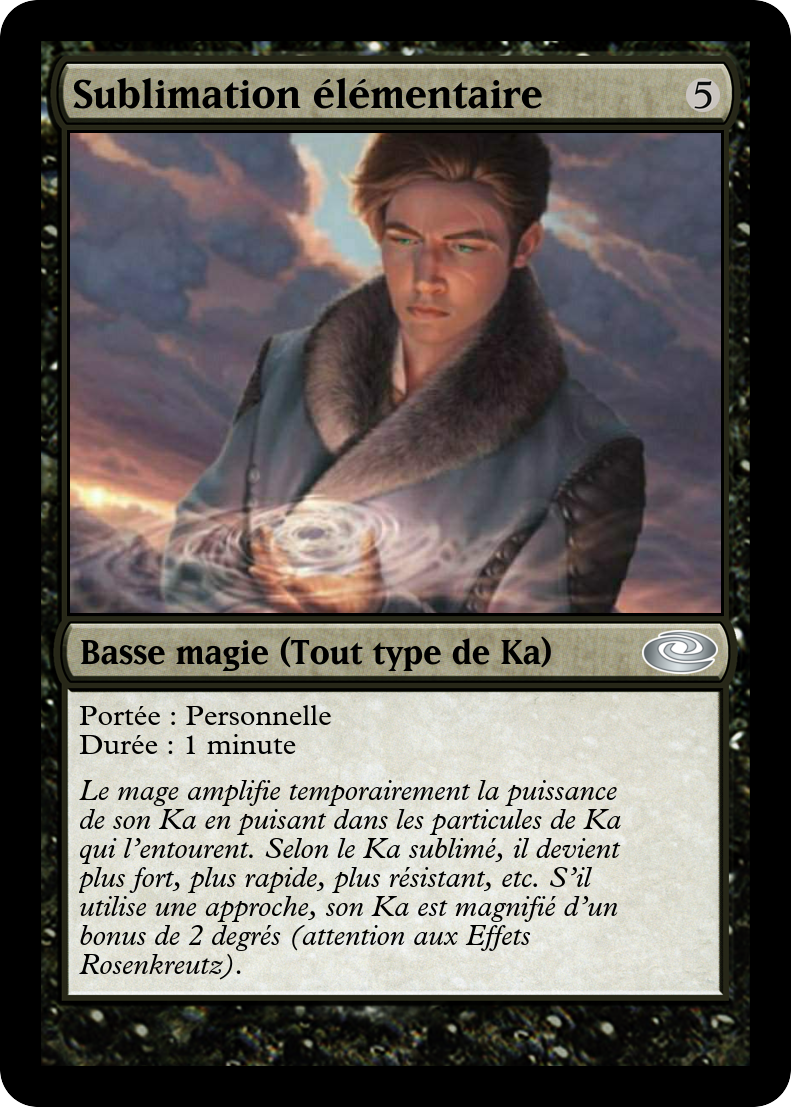 Sublimation élémentaire
5
Basse magie (Tout type de Ka)
Portée : Personnelle
Durée : 1 minute
Le mage amplifie temporairement la puissance
de son Ka en puisant dans les particules de Ka
qui l'entourent. Selon le Ka sublimé, il devient
plus fort, plus rapide, plus résistant, etc. S'il
utilise une approche, son Ka est magnifié d'un
bonus de 2 degrés (attention aux Effets
Rosenkreutz).